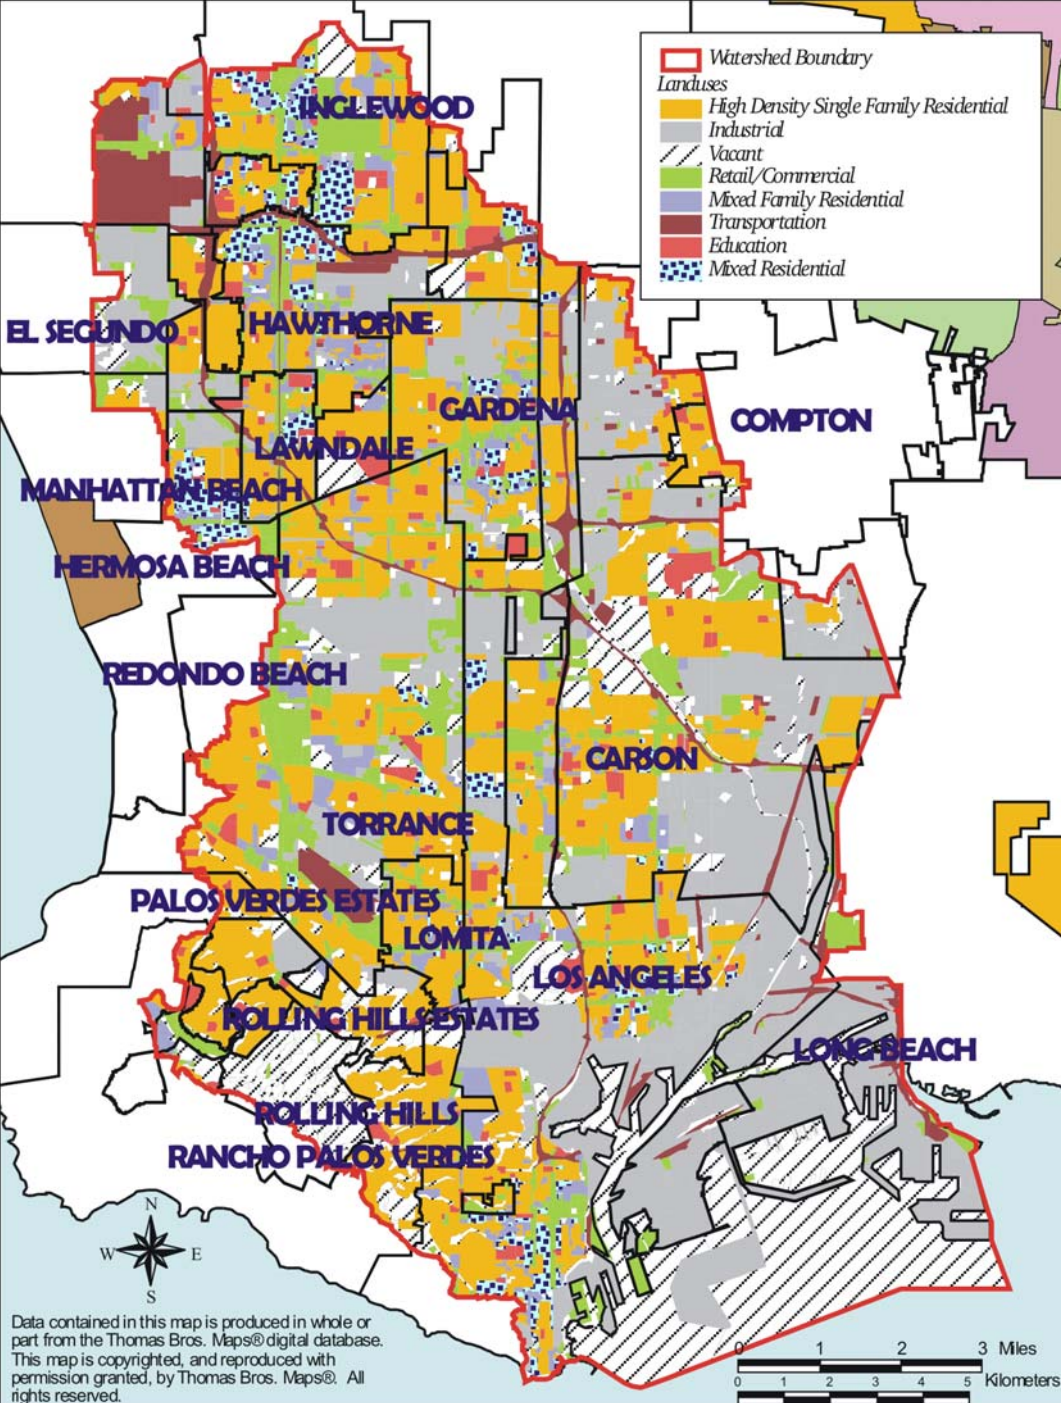 Watershed Boundary
Landuses
High Density Single Family Residential
Industrial
Vacant
Retail/Commercial
Mixed Family Residential
Transportation
Education
Mixed Residential
INGLEWOOD
EL SEGUNDO
HAWTHORNE
GARDENA
COMPTON
LAWNDALE
MANHATTAN BEACH
HERMOSA BEACH
REDONDO BEACH
CARSON
TORRANCE
PALOS VERDES ESTATES
LOMITA
LOS ANGELES
ROLLING HILLS ESTATES
LONG BEACH
ROLLING HILLS
RANCHO PALOS VERDES
N
W E
S
Data contained in this map is produced in whole or
part from the Thomas Bros. Maps® digital database.
This map is copyrighted, and reproduced with
permission granted, by Thomas Bros. Maps®. All
rights reserved.
0 1 2 3 Miles
0 1 2 3 4 5 Kilometers